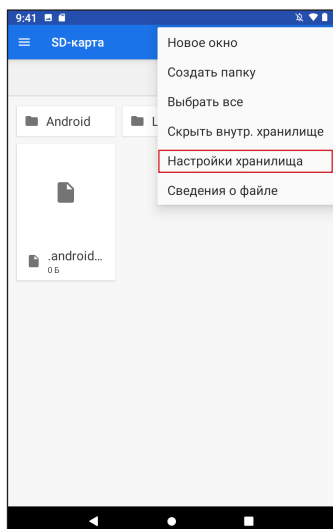 9:41
SD-карта
Новое окно
Создать папку
Выбрать все
Скрыть внутр. хранилище
Настройки хранилища
Сведения о файле
Android
L
.android...
0 Б